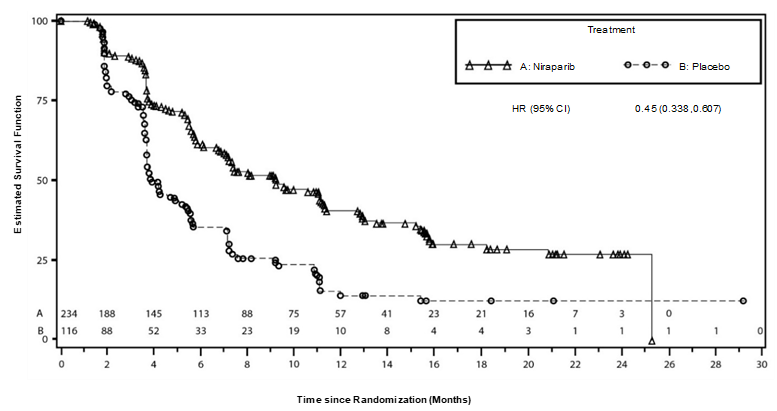 Treatment
A: Niraparib
B: Placebo
HR (95% CI) 0.45 (0.338,0.607)
Estimated Survival Function
100
75
50
25
0
A 234 188 145 113 88 75 57 41 23 21 16 7 3 0
B 116 88 52 33 23 19 10 8 4 4 3 1 1 1 1 0
0 2 4 6 8 10 12 14 16 18 20 22 24 26 28 30
Time since Randomization (Months)